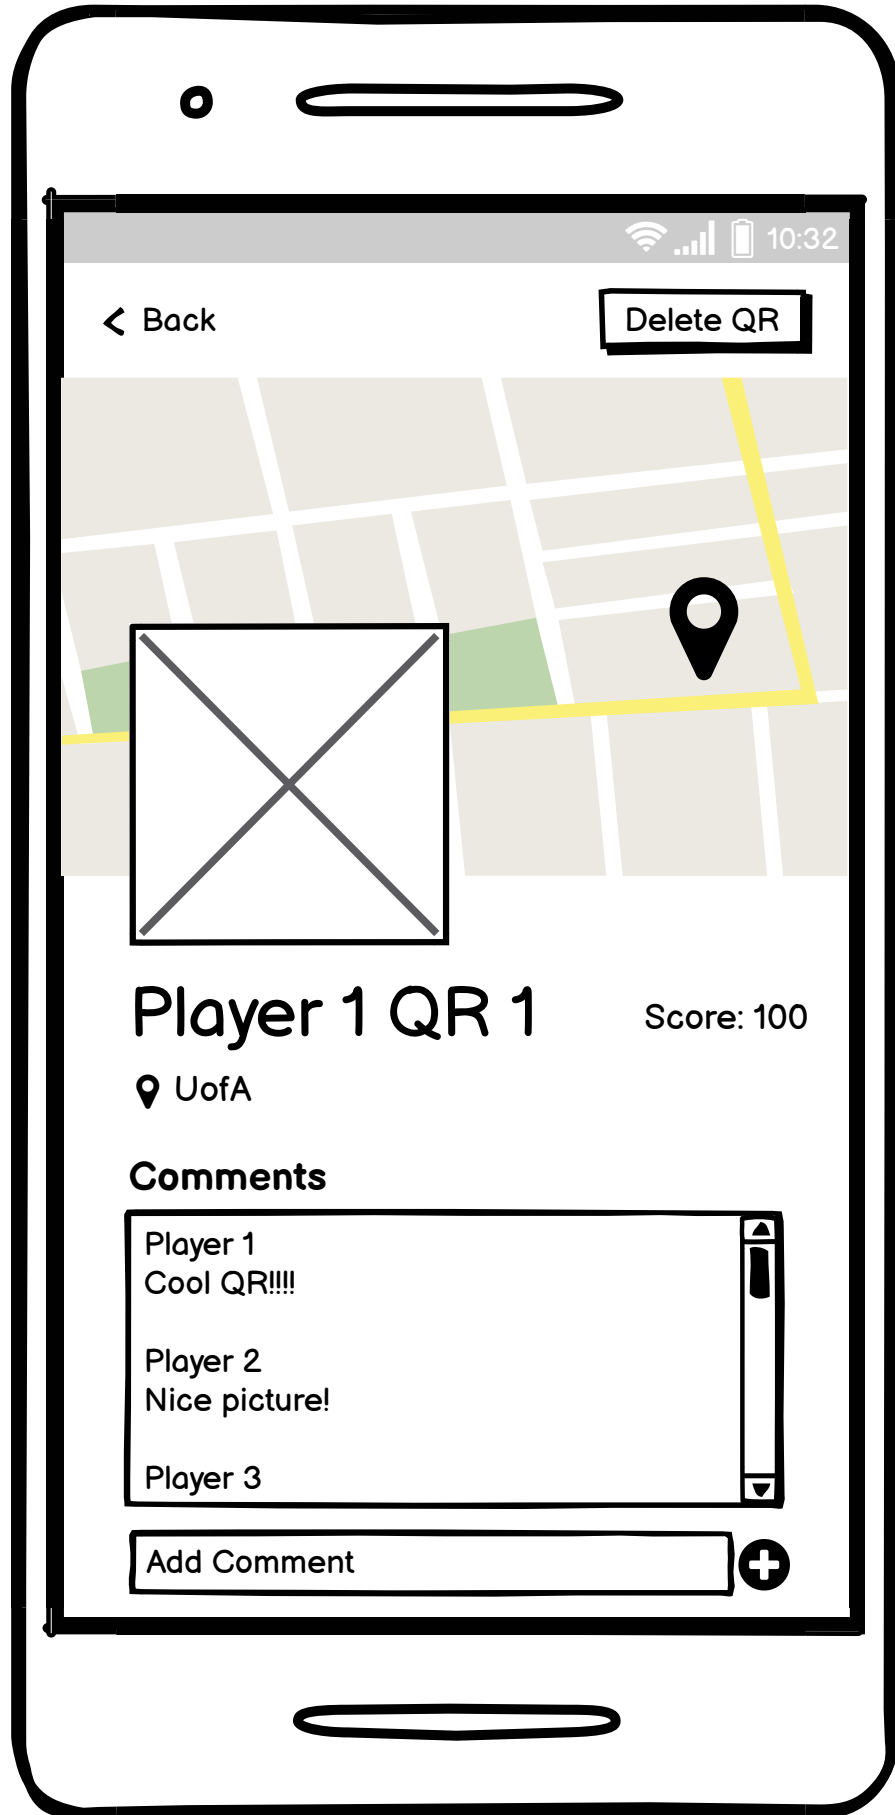 10:32
Back
Delete QR
Player 1 QR 1
Score: 100
UofA
Comments
Player 1
Cool QR!!!!
Player 2
Nice picture!
Player 3
Add Comment